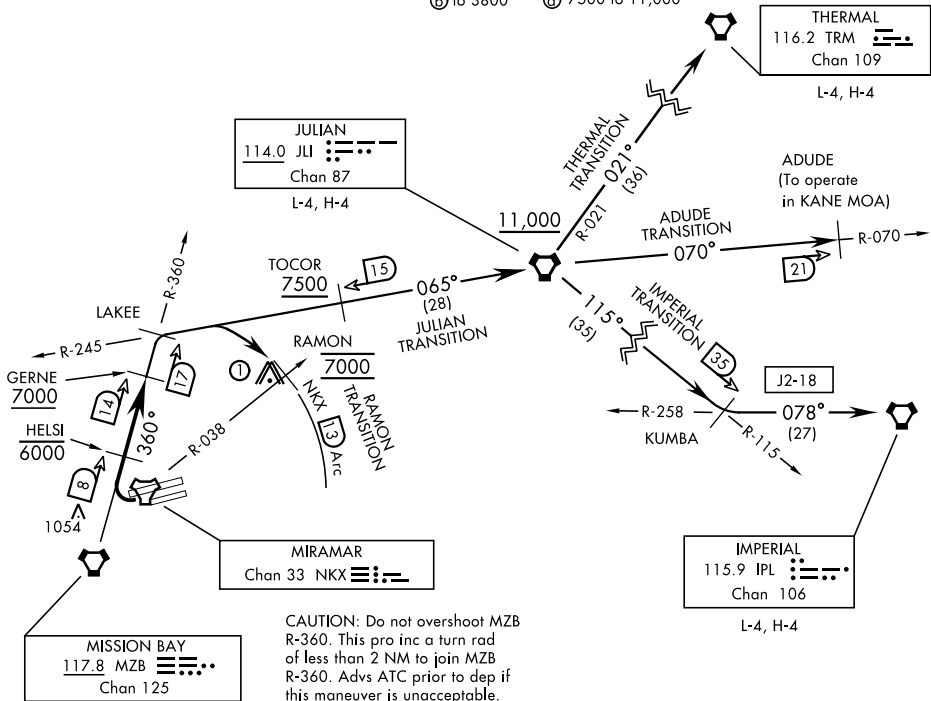 ⓑ to 3800 ⓓ 7500 to 11,000
THERMAL
116.2 TRM
Chan 109
L-4, H-4
JULIAN
114.0 JLI
Chan 87
L-4, H-4
THERMAL
TRANSITION
021°
(36)
R-021
ADUDE
(To operate
in KANE MOA)
11,000
ADUDE
TRANSITION
070°
R-070
21
R-360
TOCOR
7500
15
065°
(28)
JULIAN
TRANSITION
IMPERIAL
TRANSITION
115°
(35)
LAKEE
R-245
RAMON
7000
RAMON
TRANSITION
1
GERNE
7000
17
14
35
J2-18
NKX 13 Arc
R-038
360°
HELSI
6000
R-258
KUMBA
R-115
078°
(27)
8
1054
MIRAMAR
Chan 33 NKX
IMPERIAL
115.9 IPL
Chan 106
L-4, H-4
MISSION BAY
117.8 MZB
Chan 125
CAUTION: Do not overshoot MZB
R-360. This pro inc a turn rad
of less than 2 NM to join MZB
R-360. Advs ATC prior to dep if
this maneuver is unacceptable.